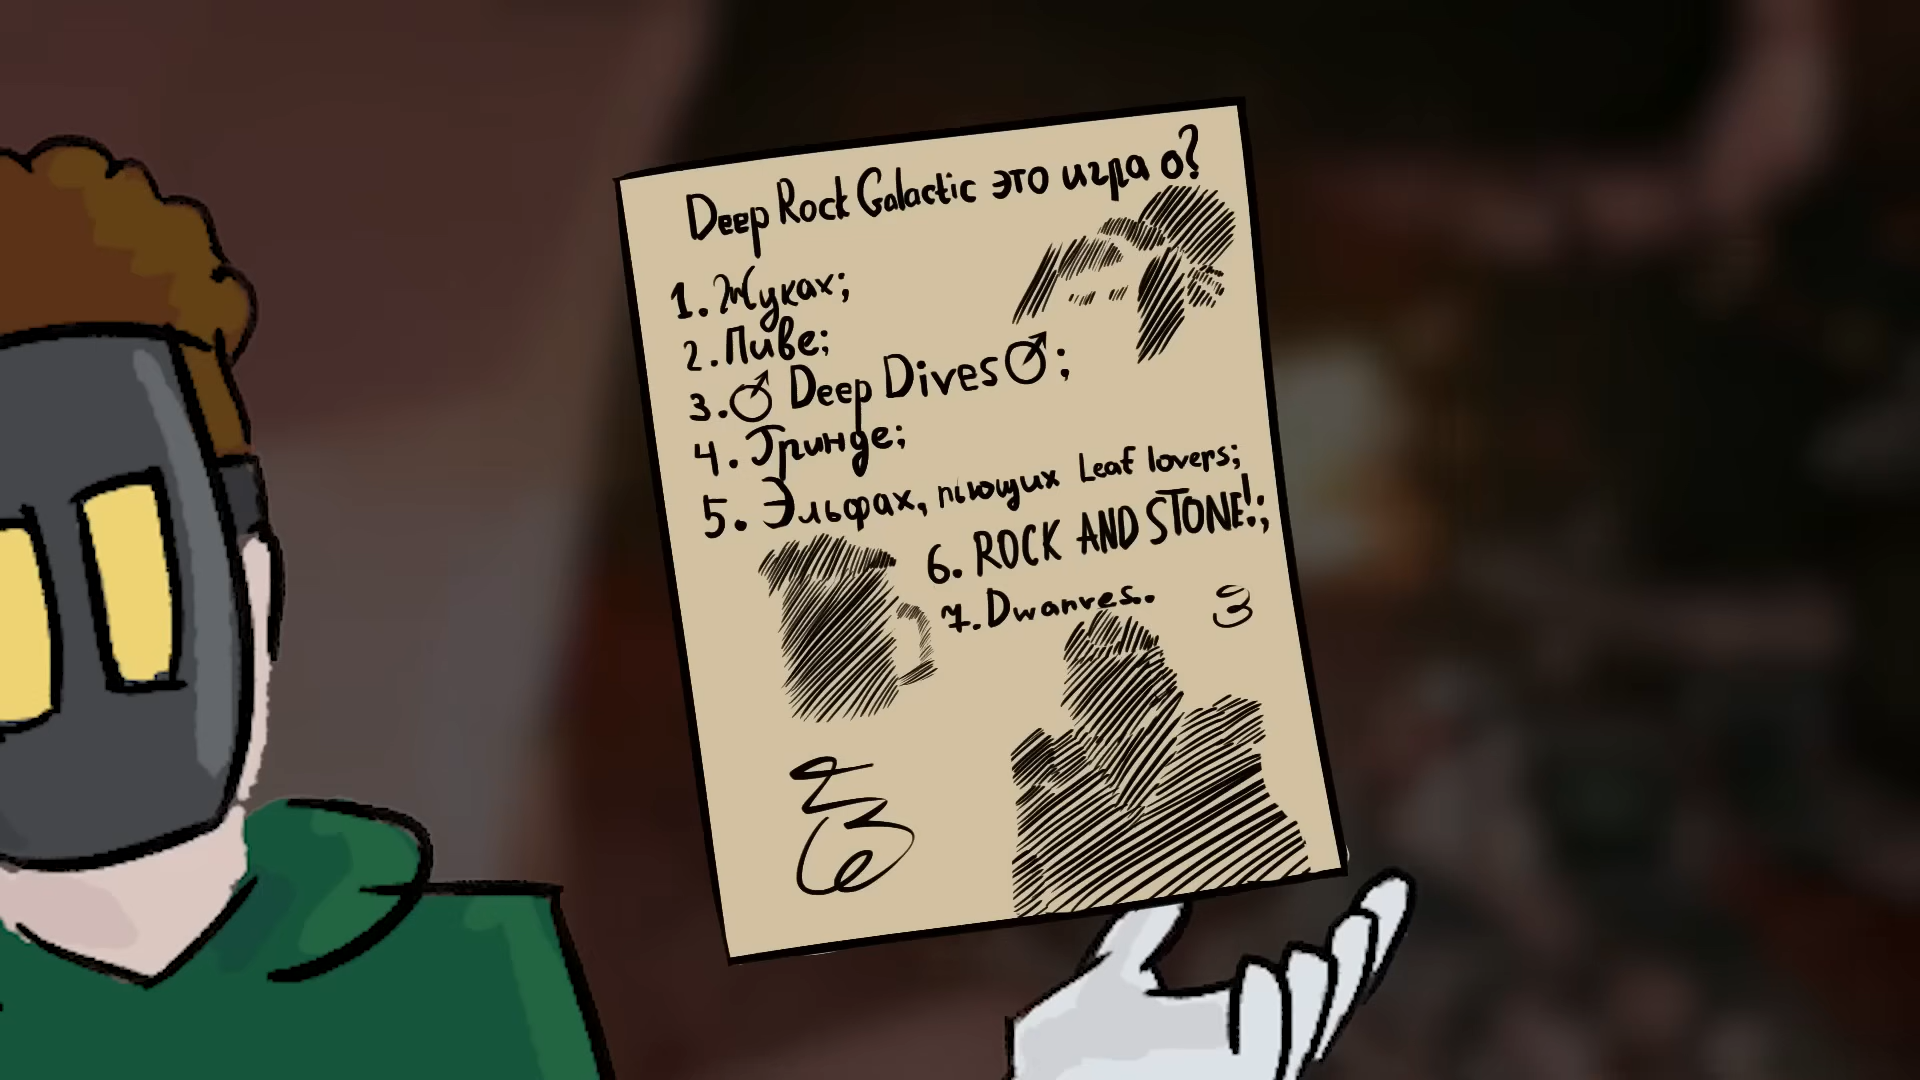 Deep Rock Galactic это игра о?
1. Жуках;
2. Пиве;
3. ♂ Deep Dives ♂;
4. Гринде;
5. Эльфах, пьющих Leaf lovers;
6. ROCK AND STONE!;
7. Dwarves.